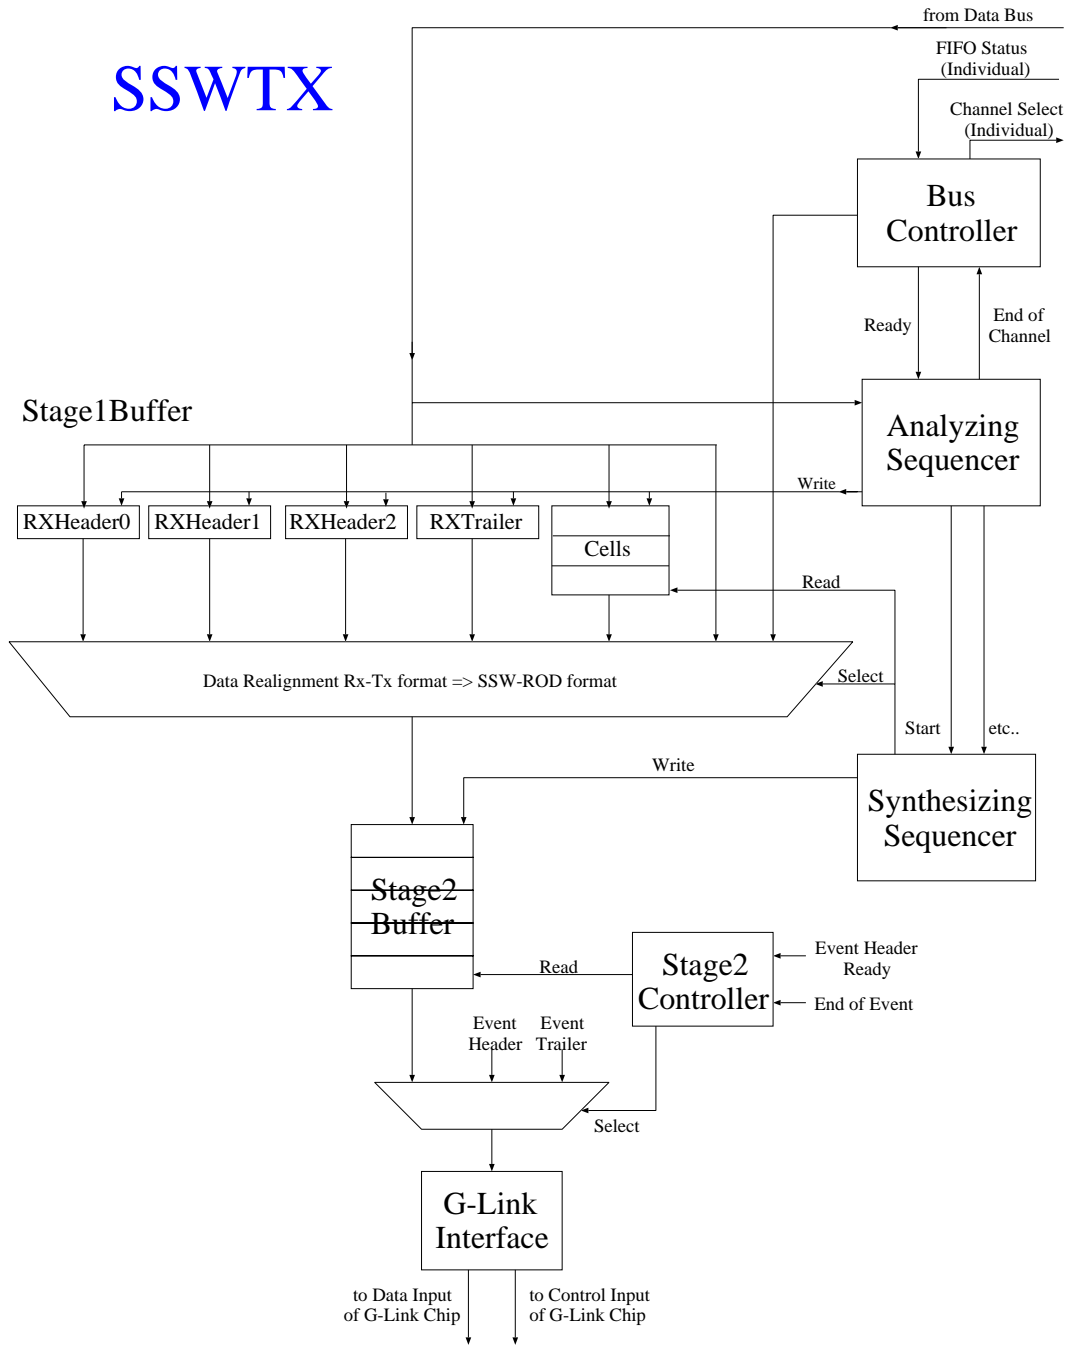 from Data Bus
FIFO Status
(Individual)
SSWTX
Channel Select
(Individual)
Bus
Controller
Ready
End of
Channel
Stage1Buffer
Analyzing
Sequencer
Write
RXHeader0
RXHeader1
RXHeader2
RXTrailer
Cells
Read
Data Realignment Rx-Tx format => SSW-ROD format
Select
Start
etc..
Write
Synthesizing
Sequencer
Stage2
Buffer
Read
Stage2
Controller
Event Header
Ready
End of Event
Event
Header
Event
Trailer
Select
G-Link
Interface
to Data Input
of G-Link Chip
to Control Input
of G-Link Chip